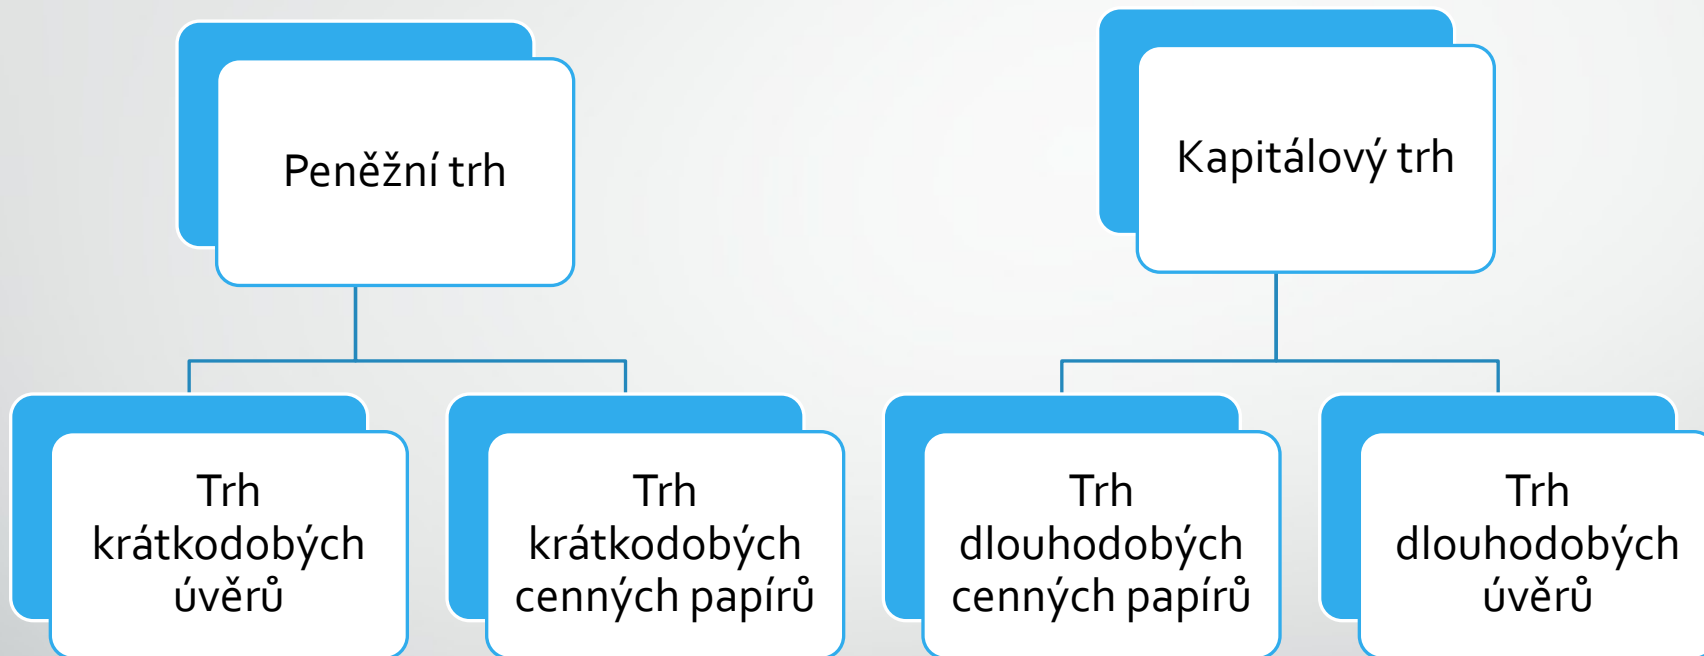 Peněžní trh
Kapitálový trh
Trh
krátkodobých
úvěrů
Trh
krátkodobých
cenných papírů
Trh
dlouhodobých
cenných papírů
Trh
dlouhodobých
úvěrů